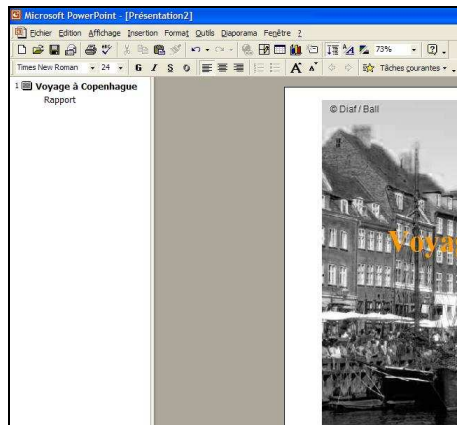 Microsoft PowerPoint - [Présentation2]
Fichier Edition Affichage Insertion Format Outils Diaporama Fenêtre ?
73%
Times New Roman 24 G I S O A A Tâches courantes
1 Voyage à Copenhague
Rapport
© Diaf / Ball
Voya